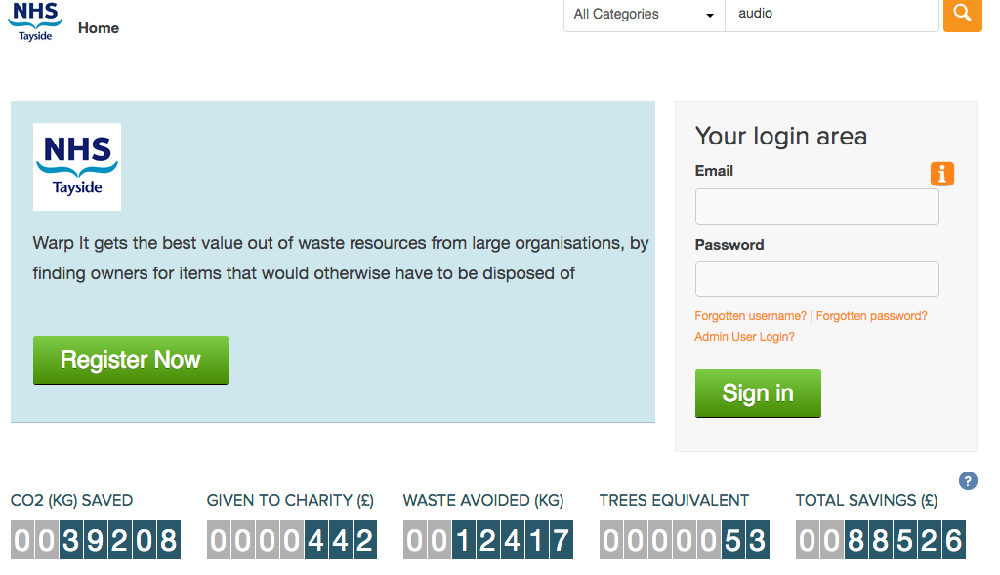 NHS
Tayside
Home
All Categories
audio
NHS
Tayside
Warp It gets the best value out of waste resources from large organisations, by
finding owners for items that would otherwise have to be disposed of
Register Now
Your login area
Email
i
Password
Forgotten username? | Forgotten password?
Admin User Login?
Sign in
?
CO2 (KG) SAVED
0039208
GIVEN TO CHARITY (£)
0000442
WASTE AVOIDED (KG)
0012417
TREES EQUIVALENT
0000053
TOTAL SAVINGS (£)
0088526